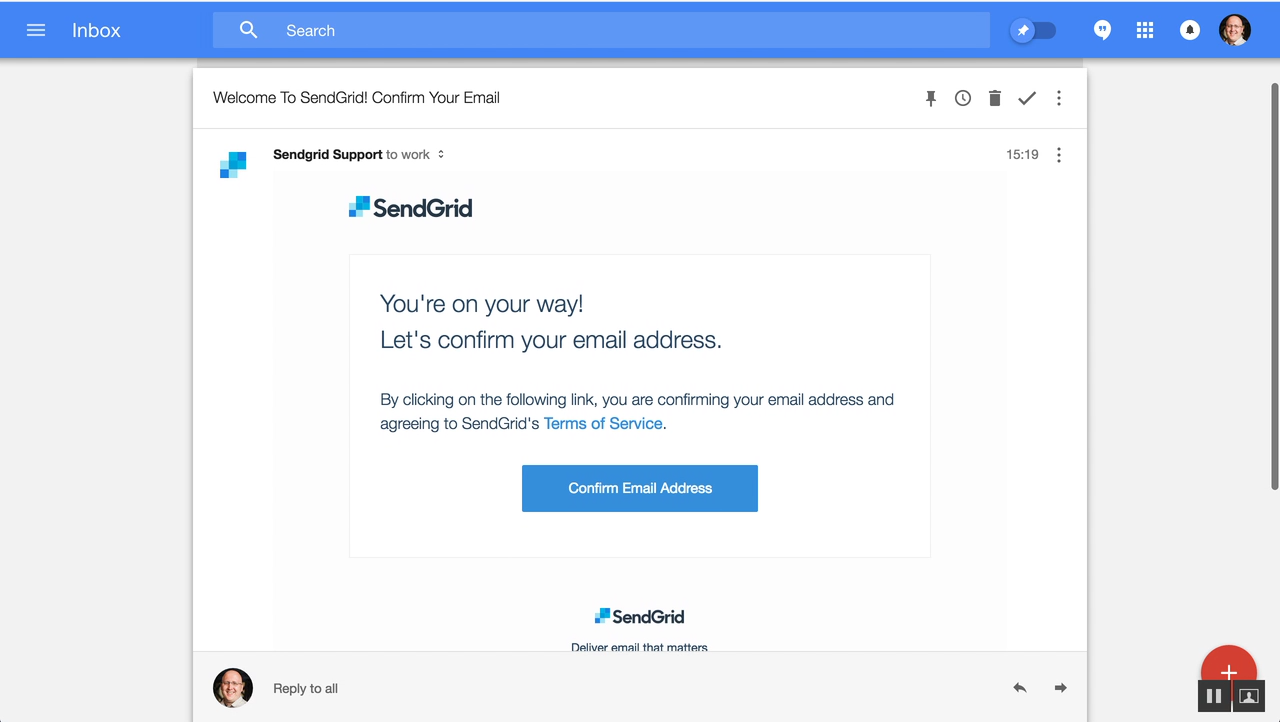 Inbox
Search
Welcome To SendGrid! Confirm Your Email
Sendgrid Support to work
15:19
SendGrid
You're on your way!
Let's confirm your email address.
By clicking on the following link, you are confirming your email address and
agreeing to SendGrid's Terms of Service.
Confirm Email Address
SendGrid
Deliver email that matters
Reply to all